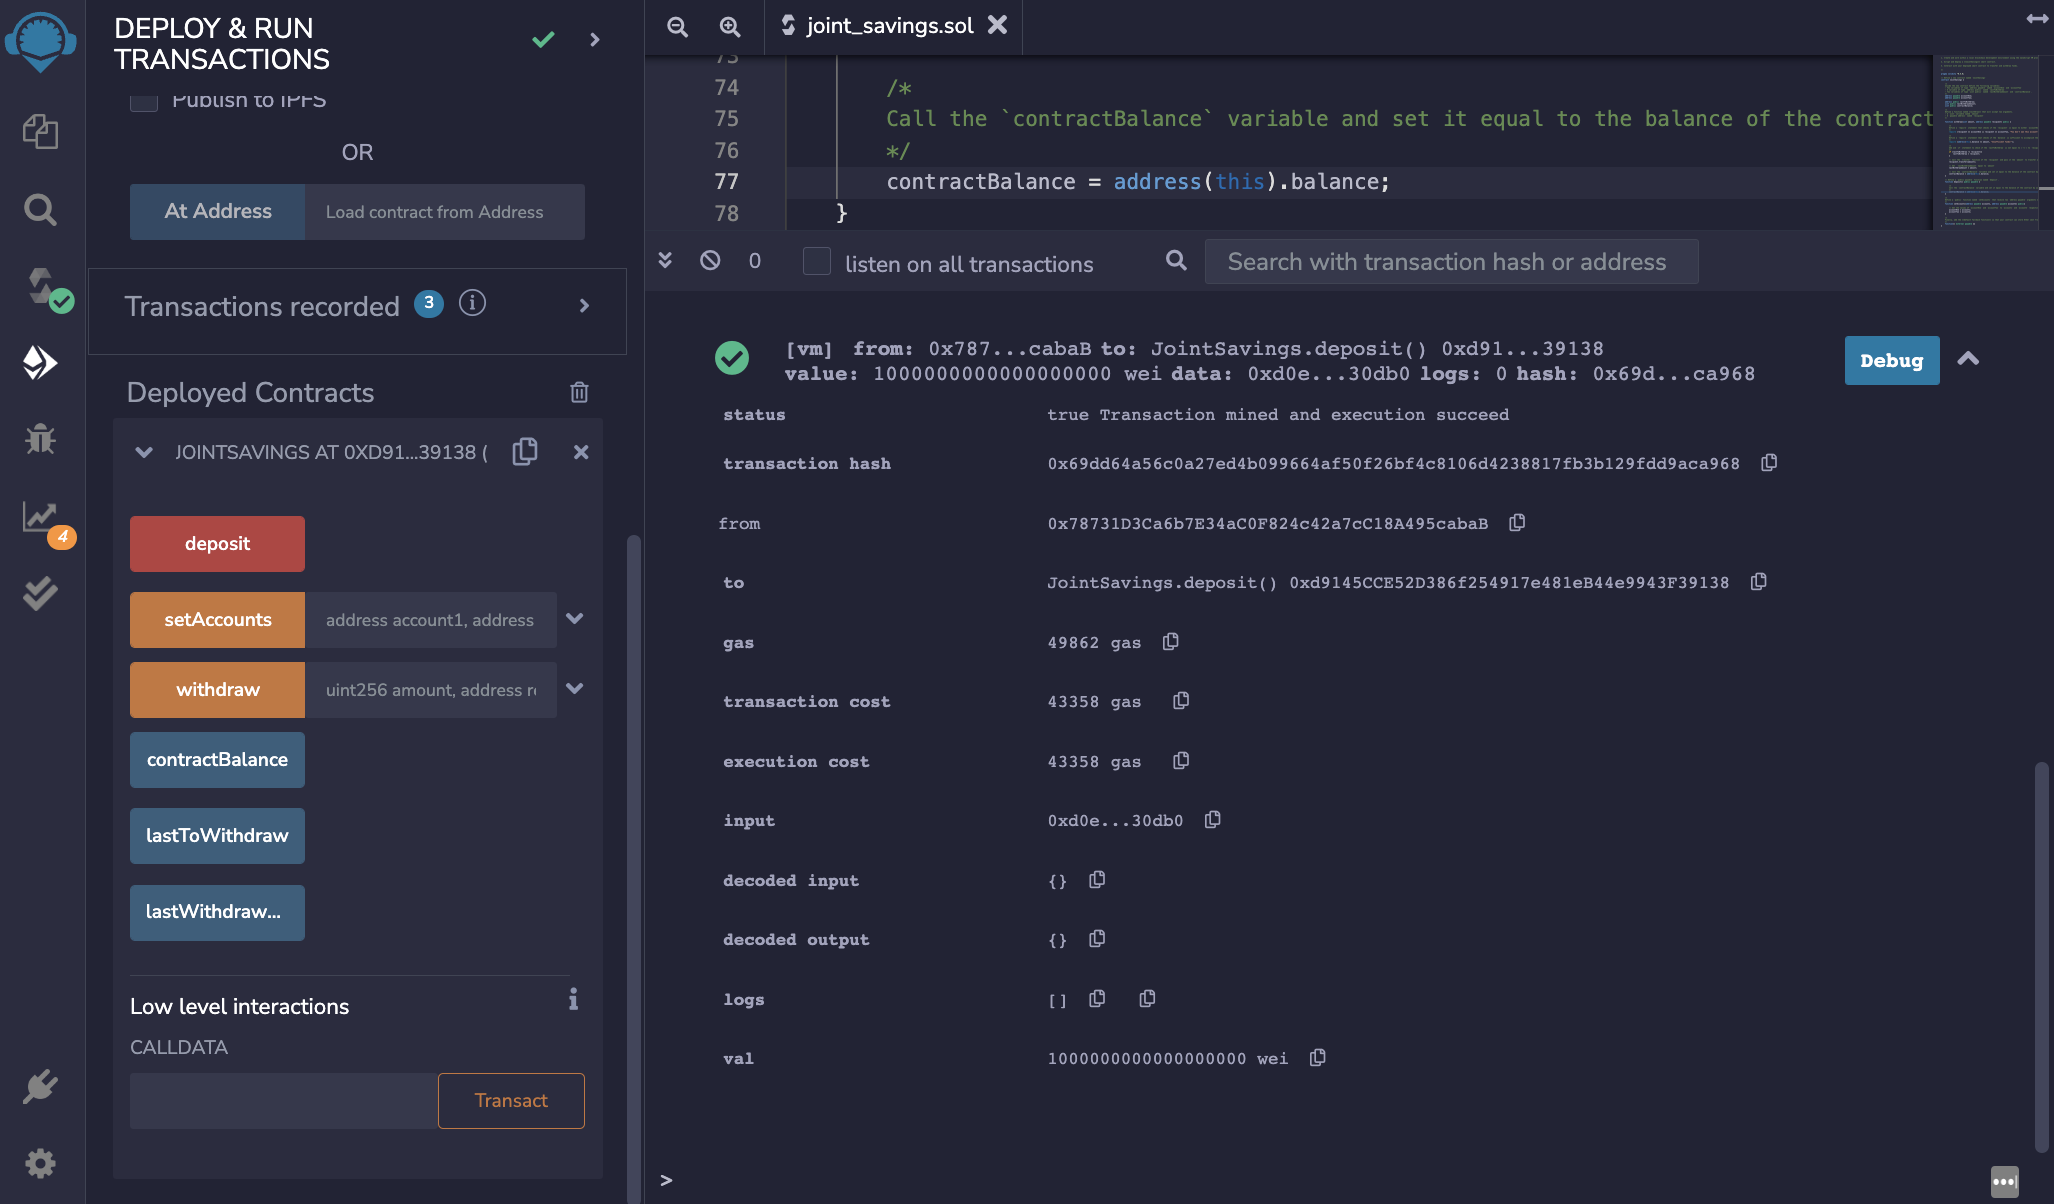 DEPLOY & RUN
TRANSACTIONS
Publish to IPFS
OR
At Address
Load contract from Address
Transactions recorded 3 i
Deployed Contracts
JOINTSAVINGS AT 0XD91...39138 (
deposit
setAccounts
address account1, address
withdraw
uint256 amount, address re
contractBalance
lastToWithdraw
lastWithdraw...
Low level interactions
i
CALLDATA
Transact
4
joint_savings.sol
73
74 /*
75 Call the `contractBalance` variable and set it equal to the balance of the contract
76 */
77 contractBalance = address(this).balance;
78 }
0
listen on all transactions
Search with transaction hash or address
[vm] from: 0x787...cabaB to: JointSavings.deposit() 0xd91...39138
value: 1000000000000000000 wei data: 0xd0e...30db0 logs: 0 hash: 0x69d...ca968
Debug
status true Transaction mined and execution succeed
transaction hash 0x69dd64a56c0a27ed4b099664af50f26bf4c8106d4238817fb3b129fdd9aca968
from 0x78731D3Ca6b7E34aC0F824c42a7cC18A495cabaB
to JointSavings.deposit() 0xd9145CCE52D386f254917e481eB44e9943F39138
gas 49862 gas
transaction cost 43358 gas
execution cost 43358 gas
input 0xd0e...30db0
decoded input {}
decoded output {}
logs []
val 1000000000000000000 wei
>